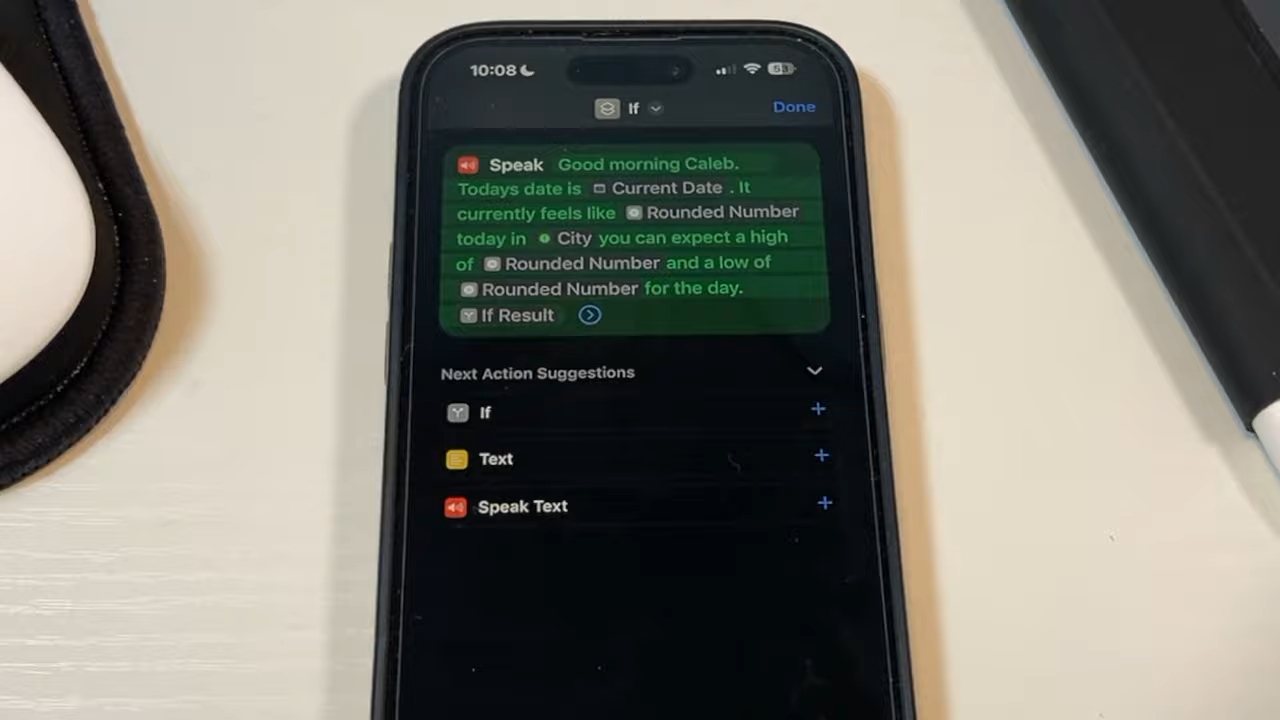 10:08
53
If
Done
Speak Good morning Caleb.
Todays date is Current Date . It
currently feels like Rounded Number
today in City you can expect a high
of Rounded Number and a low of
Rounded Number for the day.
If Result
Next Action Suggestions
If
Text
Speak Text